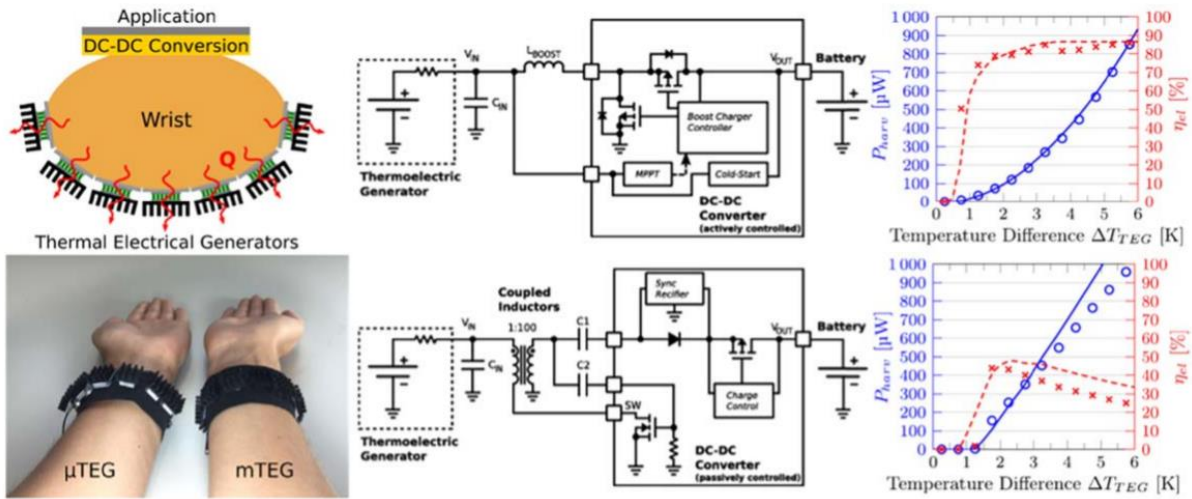 Application
DC-DC Conversion
Wrist
Q
Thermal Electrical Generators
µTEG
mTEG
V_IN
L_BOOST
C_IN
Thermoelectric
Generator
Boost Charger
Controller
MPPT
Cold-Start
DC-DC
Converter
(actively controlled)
V_OUT
Battery
Coupled
Inductors
1:100
V_IN
C_IN
C1
C2
SW
Thermoelectric
Generator
Sync
Rectifier
Charge
Control
DC-DC
Converter
(passively controlled)
V_OUT
Battery
P_harv [µW]
1 000
900
800
700
600
500
400
300
200
100
0
0 1 2 3 4 5 6
Temperature Difference ΔT_TEG [K]
100
90
80
70
60
50
40
30
20
10
0
η_el [%]
P_harv [µW]
1 000
900
800
700
600
500
400
300
200
100
0
0 1 2 3 4 5 6
Temperature Difference ΔT_TEG [K]
100
90
80
70
60
50
40
30
20
10
0
η_el [%]